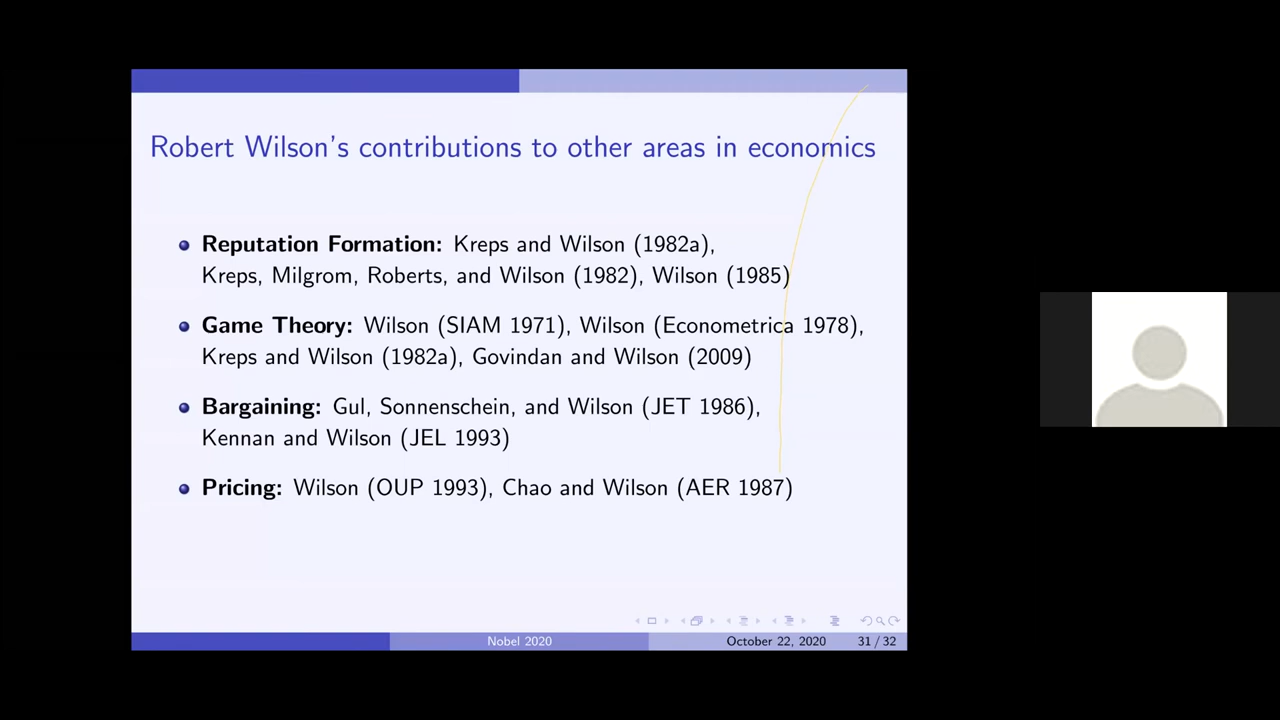 Robert Wilson's contributions to other areas in economics
Reputation Formation: Kreps and Wilson (1982a),
Kreps, Milgrom, Roberts, and Wilson (1982), Wilson (1985)
Game Theory: Wilson (SIAM 1971), Wilson (Econometrica 1978),
Kreps and Wilson (1982a), Govindan and Wilson (2009)
Bargaining: Gul, Sonnenschein, and Wilson (JET 1986),
Kennan and Wilson (JEL 1993)
Pricing: Wilson (OUP 1993), Chao and Wilson (AER 1987)
Nobel 2020 October 22, 2020 31 / 32